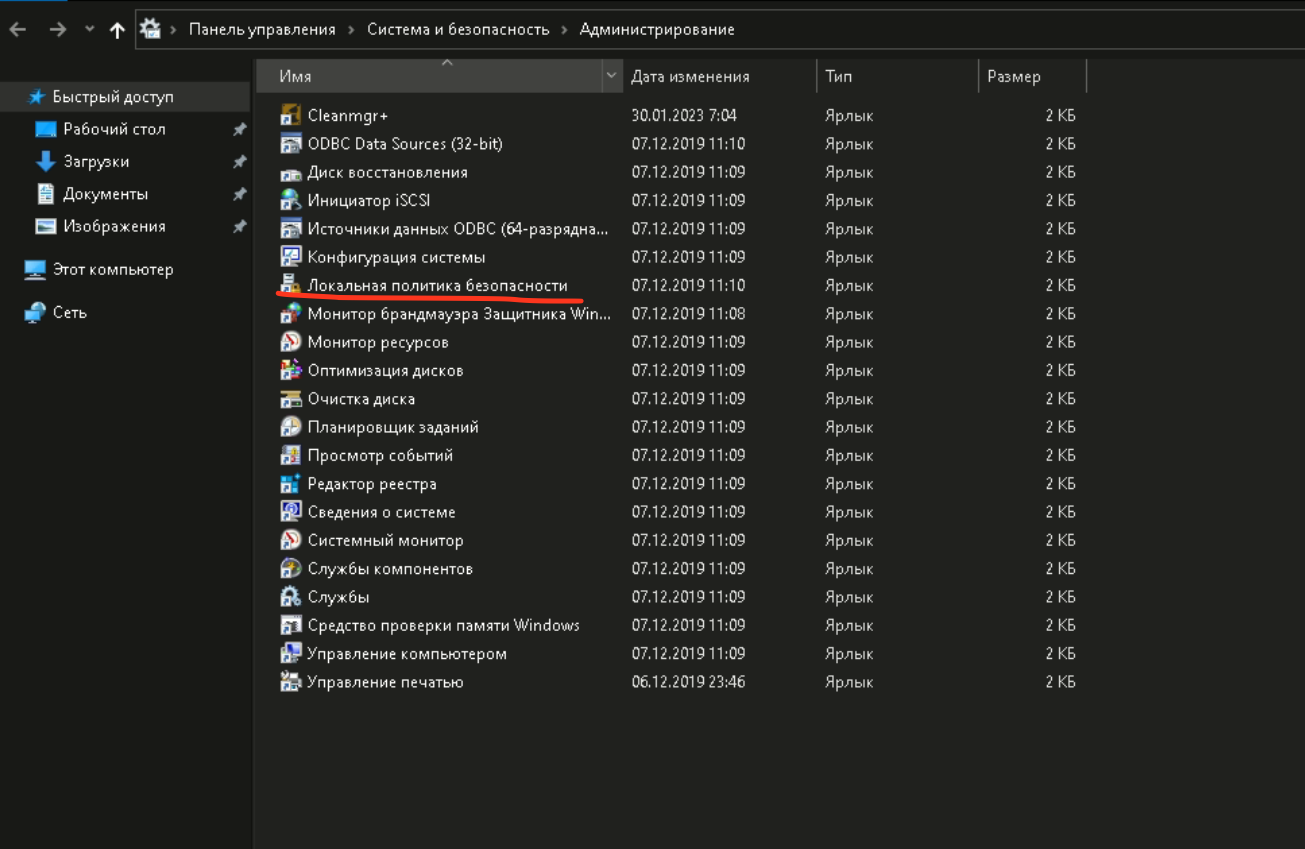 Панель управления > Система и безопасность > Администрирование
Имя Дата изменения Тип Размер
Быстрый доступ
Рабочий стол
Загрузки
Документы
Изображения
Этот компьютер
Сеть
Cleanmgr+ 30.01.2023 7:04 Ярлык 2 КБ
ODBC Data Sources (32-bit) 07.12.2019 11:10 Ярлык 2 КБ
Диск восстановления 07.12.2019 11:09 Ярлык 2 КБ
Инициатор iSCSI 07.12.2019 11:09 Ярлык 2 КБ
Источники данных ODBC (64-разрядна... 07.12.2019 11:09 Ярлык 2 КБ
Конфигурация системы 07.12.2019 11:09 Ярлык 2 КБ
Локальная политика безопасности 07.12.2019 11:10 Ярлык 2 КБ
Монитор брандмауэра Защитника Win... 07.12.2019 11:08 Ярлык 2 КБ
Монитор ресурсов 07.12.2019 11:09 Ярлык 2 КБ
Оптимизация дисков 07.12.2019 11:09 Ярлык 2 КБ
Очистка диска 07.12.2019 11:09 Ярлык 2 КБ
Планировщик заданий 07.12.2019 11:09 Ярлык 2 КБ
Просмотр событий 07.12.2019 11:09 Ярлык 2 КБ
Редактор реестра 07.12.2019 11:09 Ярлык 2 КБ
Сведения о системе 07.12.2019 11:09 Ярлык 2 КБ
Системный монитор 07.12.2019 11:09 Ярлык 2 КБ
Службы компонентов 07.12.2019 11:09 Ярлык 2 КБ
Службы 07.12.2019 11:09 Ярлык 2 КБ
Средство проверки памяти Windows 07.12.2019 11:09 Ярлык 2 КБ
Управление компьютером 07.12.2019 11:09 Ярлык 2 КБ
Управление печатью 06.12.2019 23:46 Ярлык 2 КБ